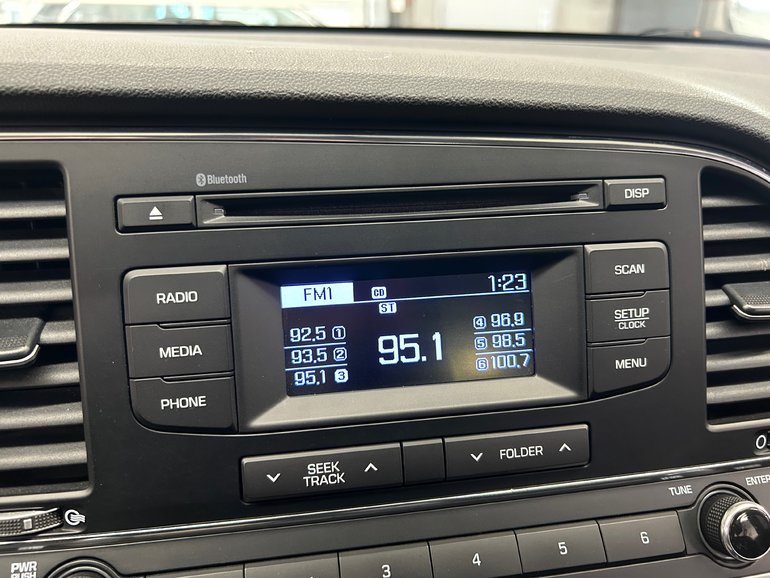 Bluetooth
DISP
RADIO
MEDIA
PHONE
FM1 CD 1:23
ST
92.5 1
93.5 2
95.1 3
95.1
4 96.9
5 98.5
6 100.7
SCAN
SETUP
CLOCK
MENU
SEEK
TRACK
FOLDER
TUNE
ENTER
PWR
PUSH
3 4 5 6